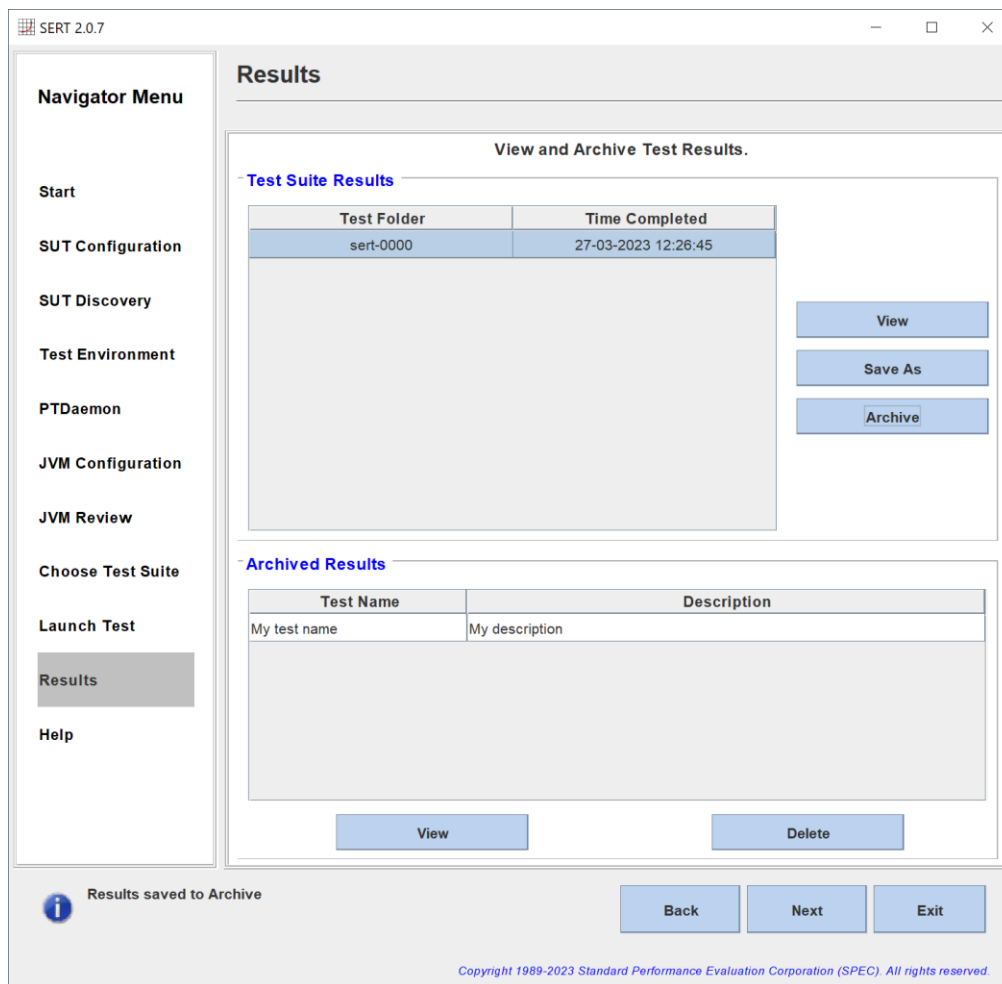 SERT 2.0.7
Navigator Menu
Start
SUT Configuration
SUT Discovery
Test Environment
PTDaemon
JVM Configuration
JVM Review
Choose Test Suite
Launch Test
Results
Help
Results
View and Archive Test Results.
Test Suite Results
Test Folder Time Completed
sert-0000 27-03-2023 12:26:45
View
Save As
Archive
Archived Results
Test Name Description
My test name My description
View Delete
Results saved to Archive
Back Next Exit
Copyright 1989-2023 Standard Performance Evaluation Corporation (SPEC). All rights reserved.